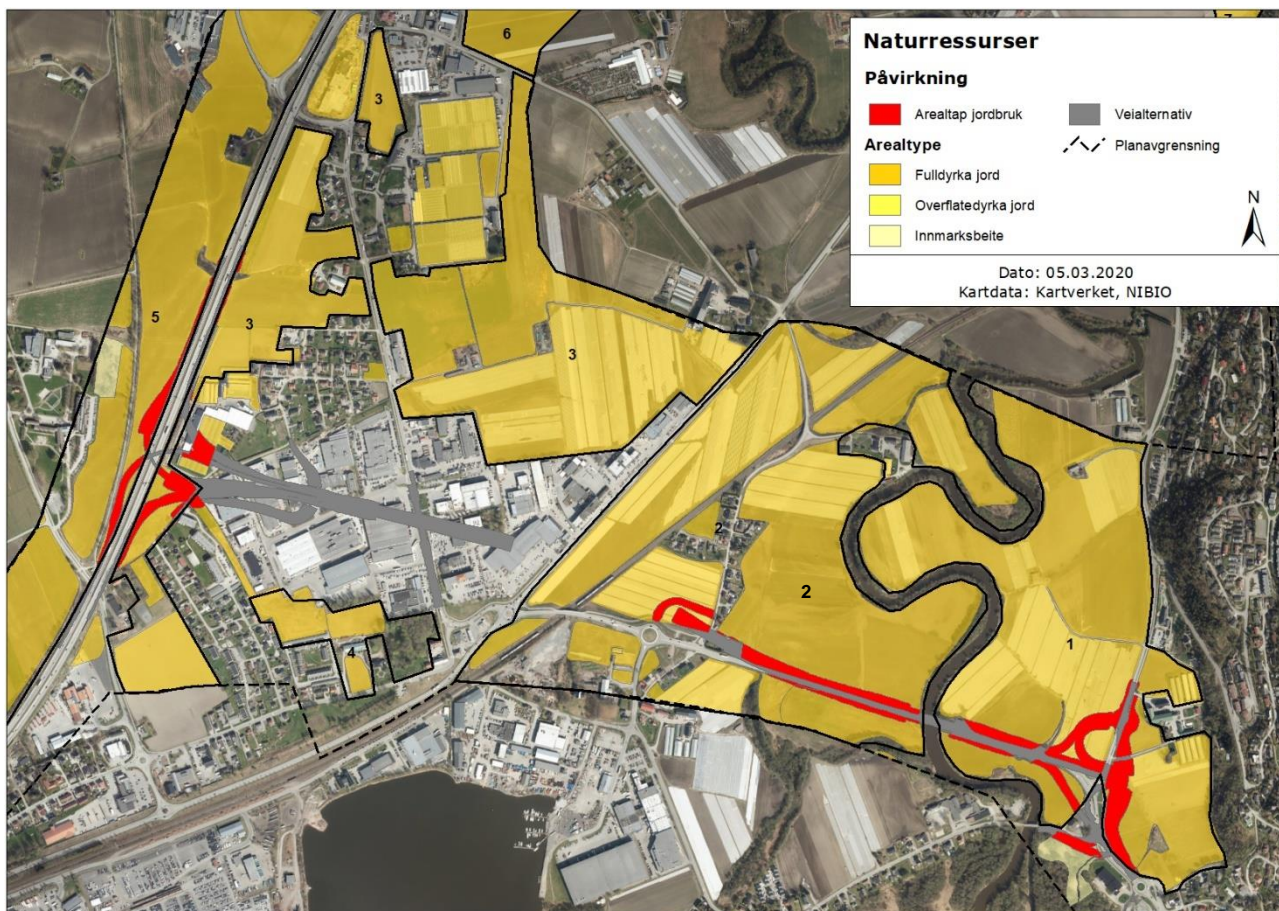 Naturressurser
Påvirkning
Arealtap jordbruk
Veialternativ
Arealtype
Planavgrensning
Fulldyrka jord
Overflatedyrka jord
Innmarksbeite
N
Dato: 05.03.2020
Kartdata: Kartverket, NIBIO
6
7
3
5
3
3
2
2
1
4